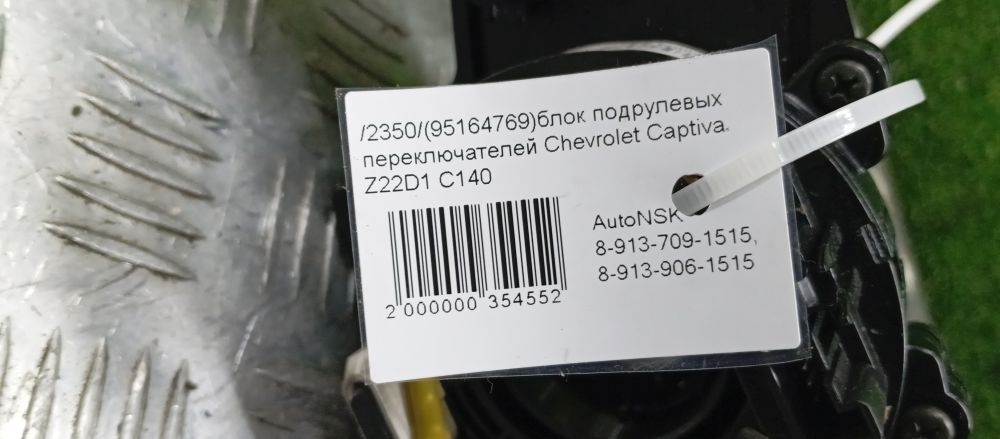 /2350/(95164769)блок подрулевых
переключателей Chevrolet Captiva.
Z22D1 C140
AutoNSK
8-913-709-1515,
8-913-906-1515
2 000000 354552